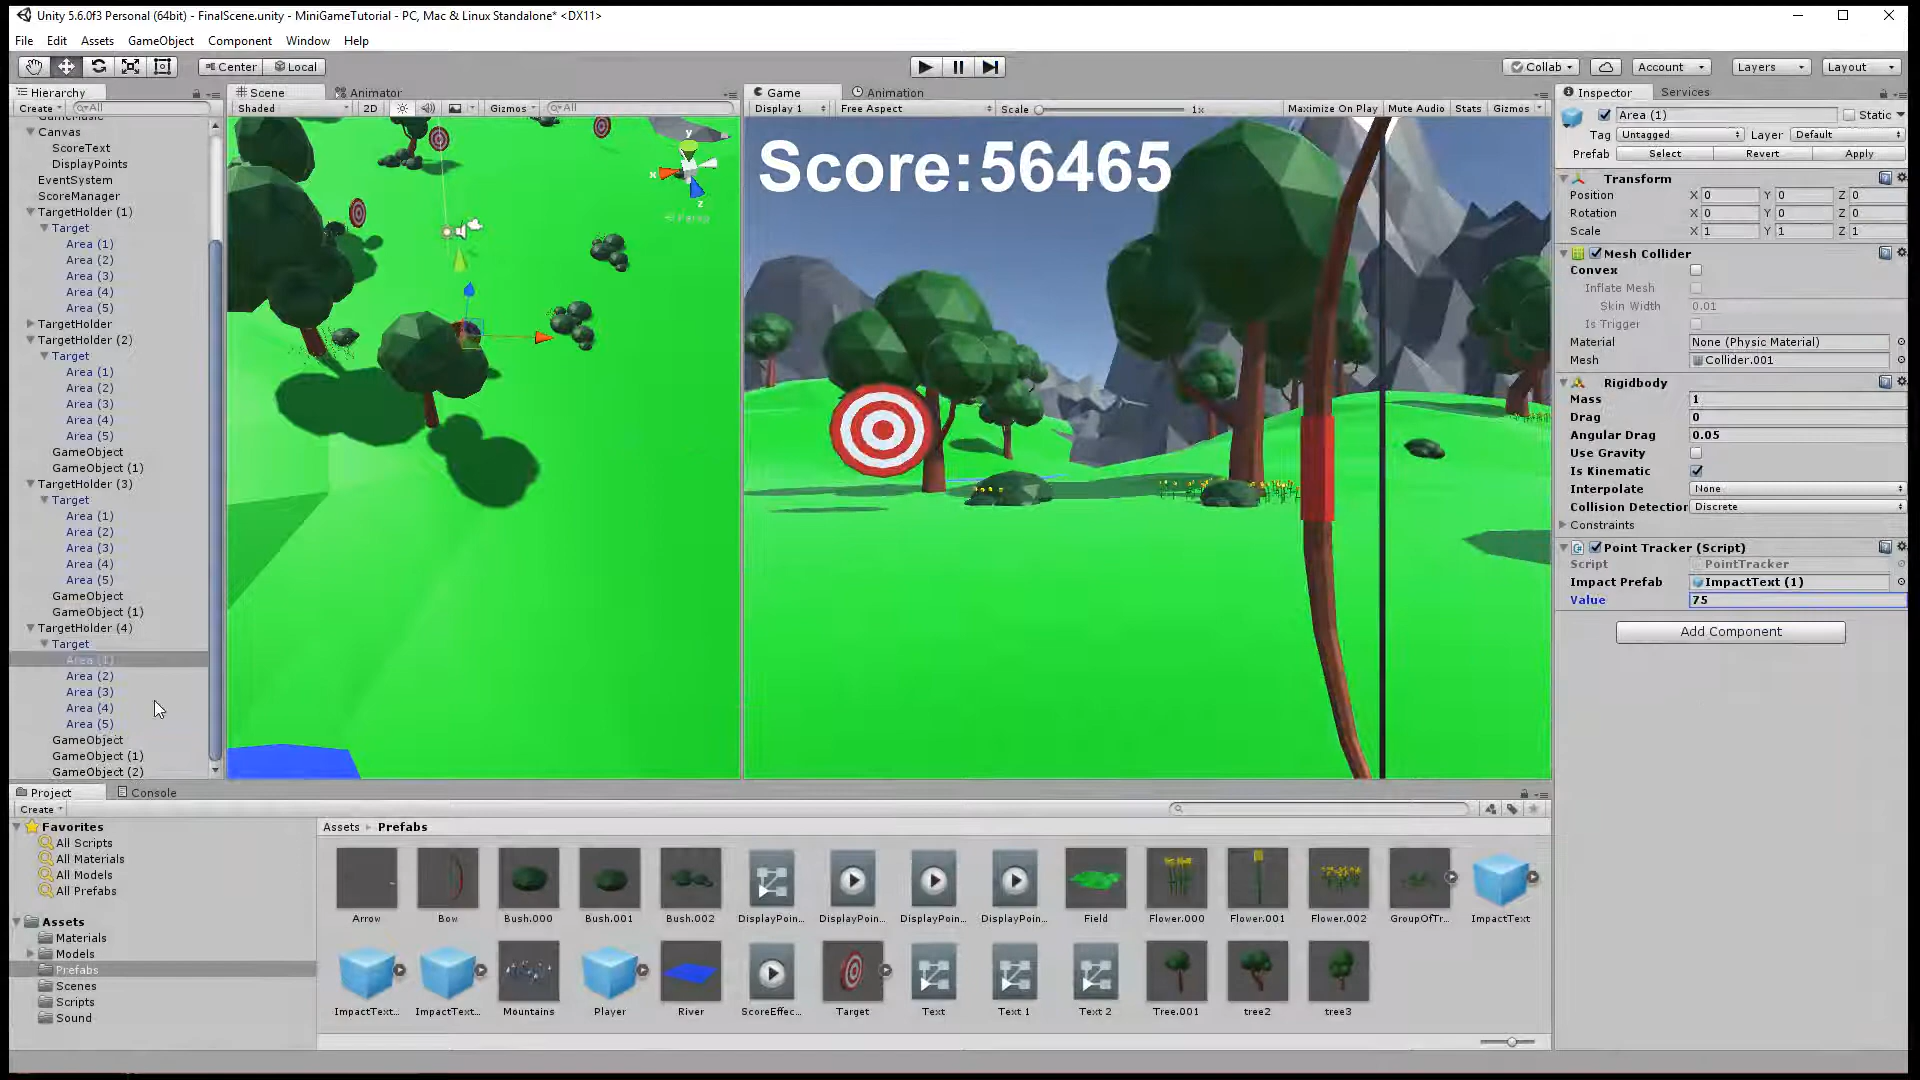 Unity 5.6.0f3 Personal (64bit) - FinalScene.unity - MiniGameTutorial - PC, Mac & Linux Standalone* <DX11>
File Edit Assets GameObject Component Window Help
Center Local Collab Account Layers Layout
Hierarchy
Create All
Canvas
ScoreText
DisplayPoints
EventSystem
ScoreManager
TargetHolder (1)
Target
Area (1)
Area (2)
Area (3)
Area (4)
Area (5)
TargetHolder
TargetHolder (2)
Target
Area (1)
Area (2)
Area (3)
Area (4)
Area (5)
GameObject
GameObject (1)
TargetHolder (3)
Target
Area (1)
Area (2)
Area (3)
Area (4)
Area (5)
GameObject
GameObject (1)
TargetHolder (4)
Target
Area (1)
Area (2)
Area (3)
Area (4)
Area (5)
GameObject
GameObject (1)
GameObject (2)
Scene Animator
Shaded 2D Gizmos All
y
x
z
Persp
Game Animation
Display 1 Free Aspect Scale 1x Maximize On Play Mute Audio Stats Gizmos
Score:56465
Inspector Services
Area (1) Static
Tag Untagged Layer Default
Prefab Select Revert Apply
Transform
Position X 0 Y 0 Z 0
Rotation X 0 Y 0 Z 0
Scale X 1 Y 1 Z 1
Mesh Collider
Convex
Inflate Mesh
Skin Width 0.01
Is Trigger
Material None (Physic Material)
Mesh Collider.001
Rigidbody
Mass 1
Drag 0
Angular Drag 0.05
Use Gravity
Is Kinematic
Interpolate None
Collision Detection Discrete
Constraints
Point Tracker (Script)
Script PointTracker
Impact Prefab ImpactText (1)
Value 75
Add Component
Project Console
Create
Favorites
All Scripts
All Materials
All Models
All Prefabs
Assets
Materials
Models
Prefabs
Scenes
Scripts
Sound
Assets Prefabs
Arrow Bow Bush.000 Bush.001 Bush.002 DisplayPoin... DisplayPoin... DisplayPoin... DisplayPoin... Field Flower.000 Flower.001 Flower.002 GroupOfTr... ImpactText
ImpactText... ImpactText... Mountains Player River ScoreEffec... Target Text Text 1 Text 2 Tree.001 tree2 tree3